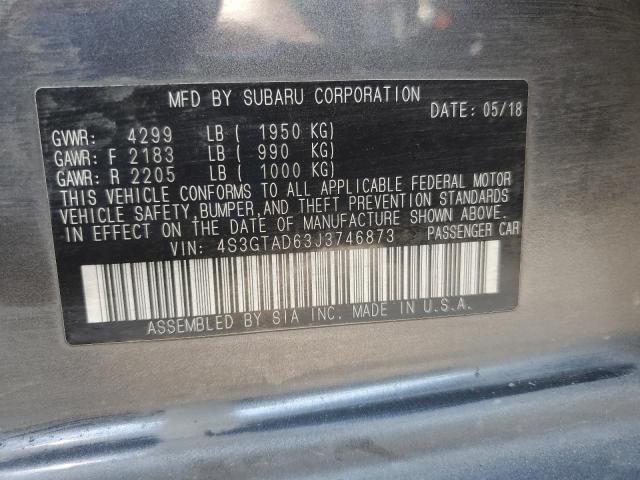 MFD BY SUBARU CORPORATION
DATE: 05/18
GVWR: 4299 LB ( 1950 KG)
GAWR: F 2183 LB ( 990 KG)
GAWR: R 2205 LB ( 1000 KG)
THIS VEHICLE CONFORMS TO ALL APPLICABLE FEDERAL MOTOR
VEHICLE SAFETY, BUMPER, AND THEFT PREVENTION STANDARDS
IN EFFECT ON THE DATE OF MANUFACTURE SHOWN ABOVE.
VIN: 4S3GTAD63J3746873 PASSENGER CAR
ASSEMBLED BY SIA INC. MADE IN U.S.A.